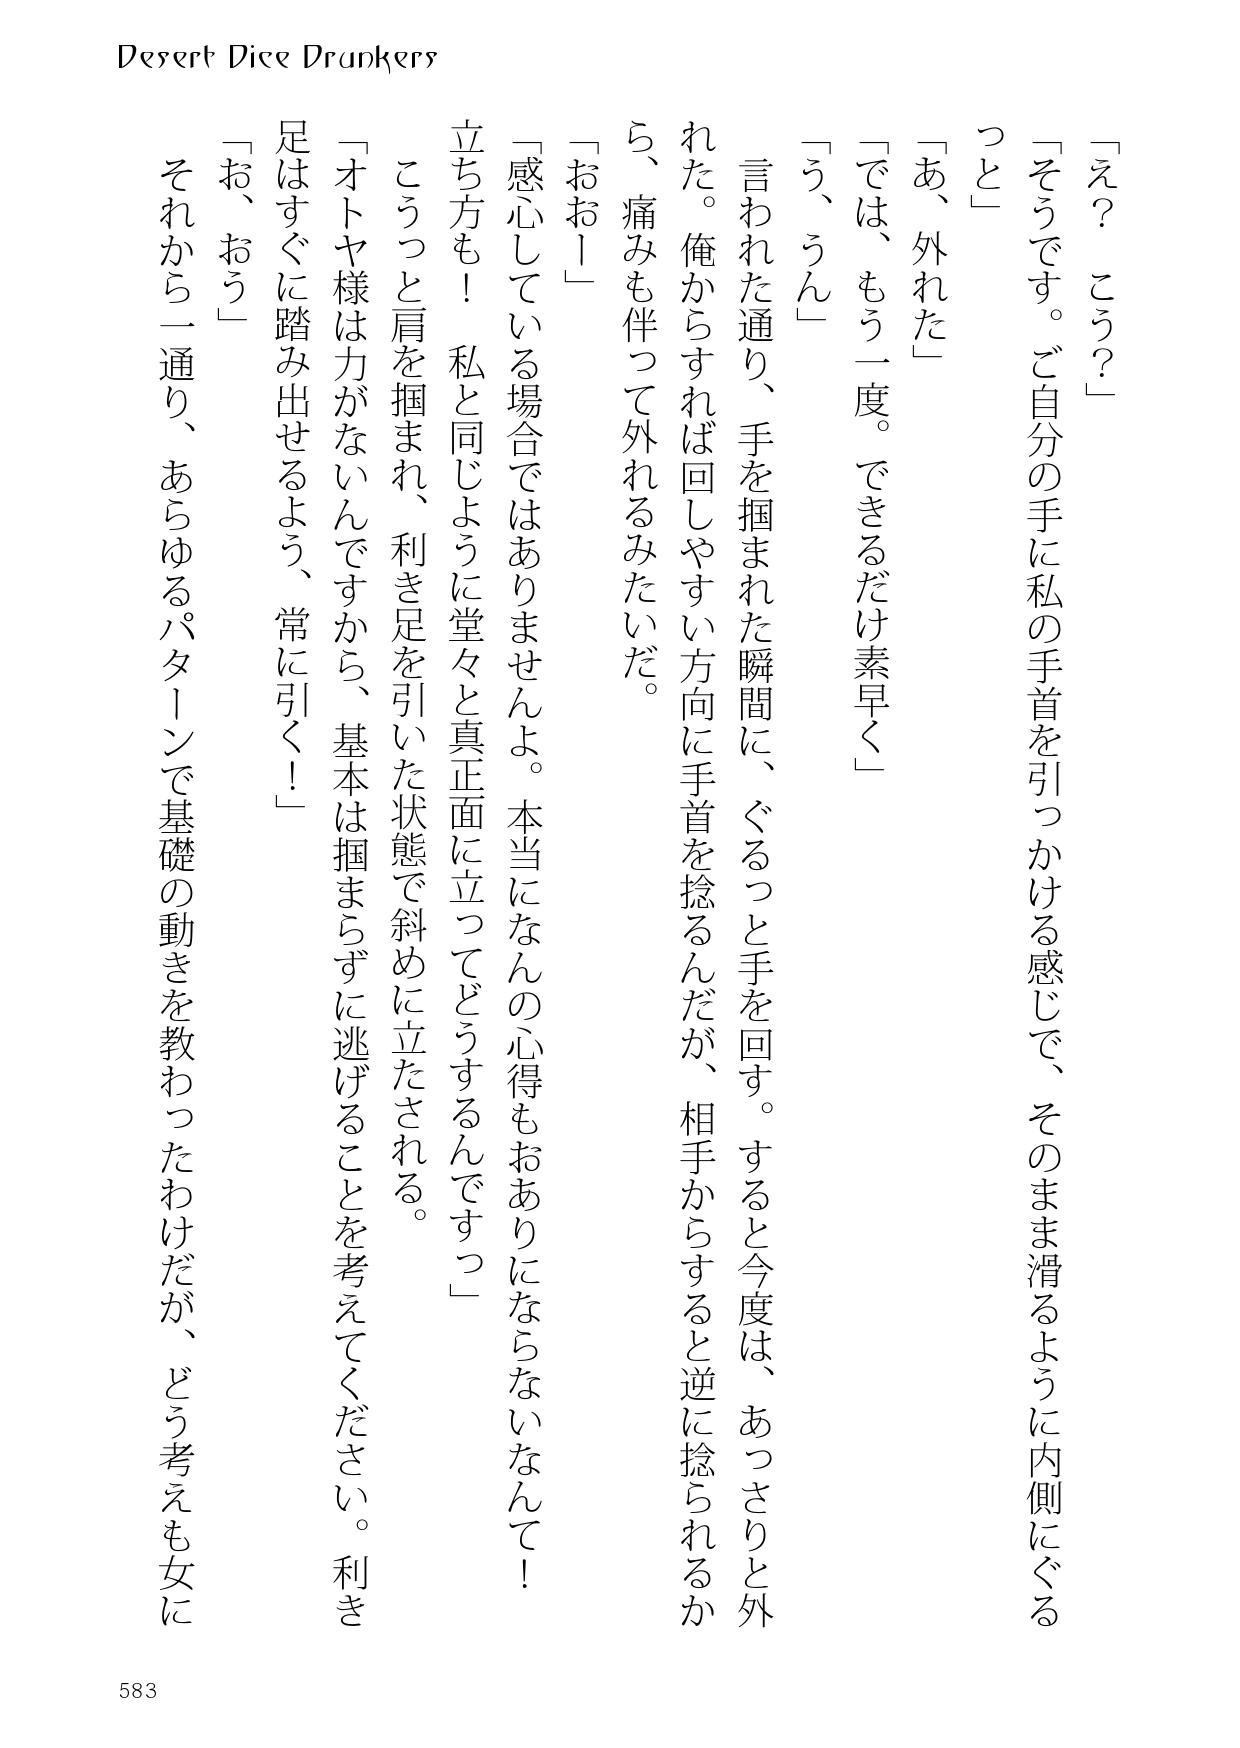 Desert Dice Drunkers
「え？　こう？」
「そうです。ご自分の手に私の手首を引っかける感じで、そのまま滑るように内側にぐる
っと」
「あ、外れた」
「では、もう一度。できるだけ素早く」
「う、うん」
　言われた通り、手を掴まれた瞬間に、ぐるっと手を回す。すると今度は、あっさりと外
れた。俺からすれば回しやすい方向に手首を捻るんだが、相手からすると逆に捻られるか
ら、痛みも伴って外れるみたいだ。
「おおー」
「感心している場合ではありませんよ。本当になんの心得もおありにならないなんて！
立ち方も！　私と同じように堂々と真正面に立ってどうするんですっ」
　こうっと肩を掴まれ、利き足を引いた状態で斜めに立たされる。
「オトヤ様は力がないんですから、基本は掴まらずに逃げることを考えてください。利き
足はすぐに踏み出せるよう、常に引く！」
「お、おう」
　それから一通り、あらゆるパターンで基礎の動きを教わったわけだが、どう考えも女に
583